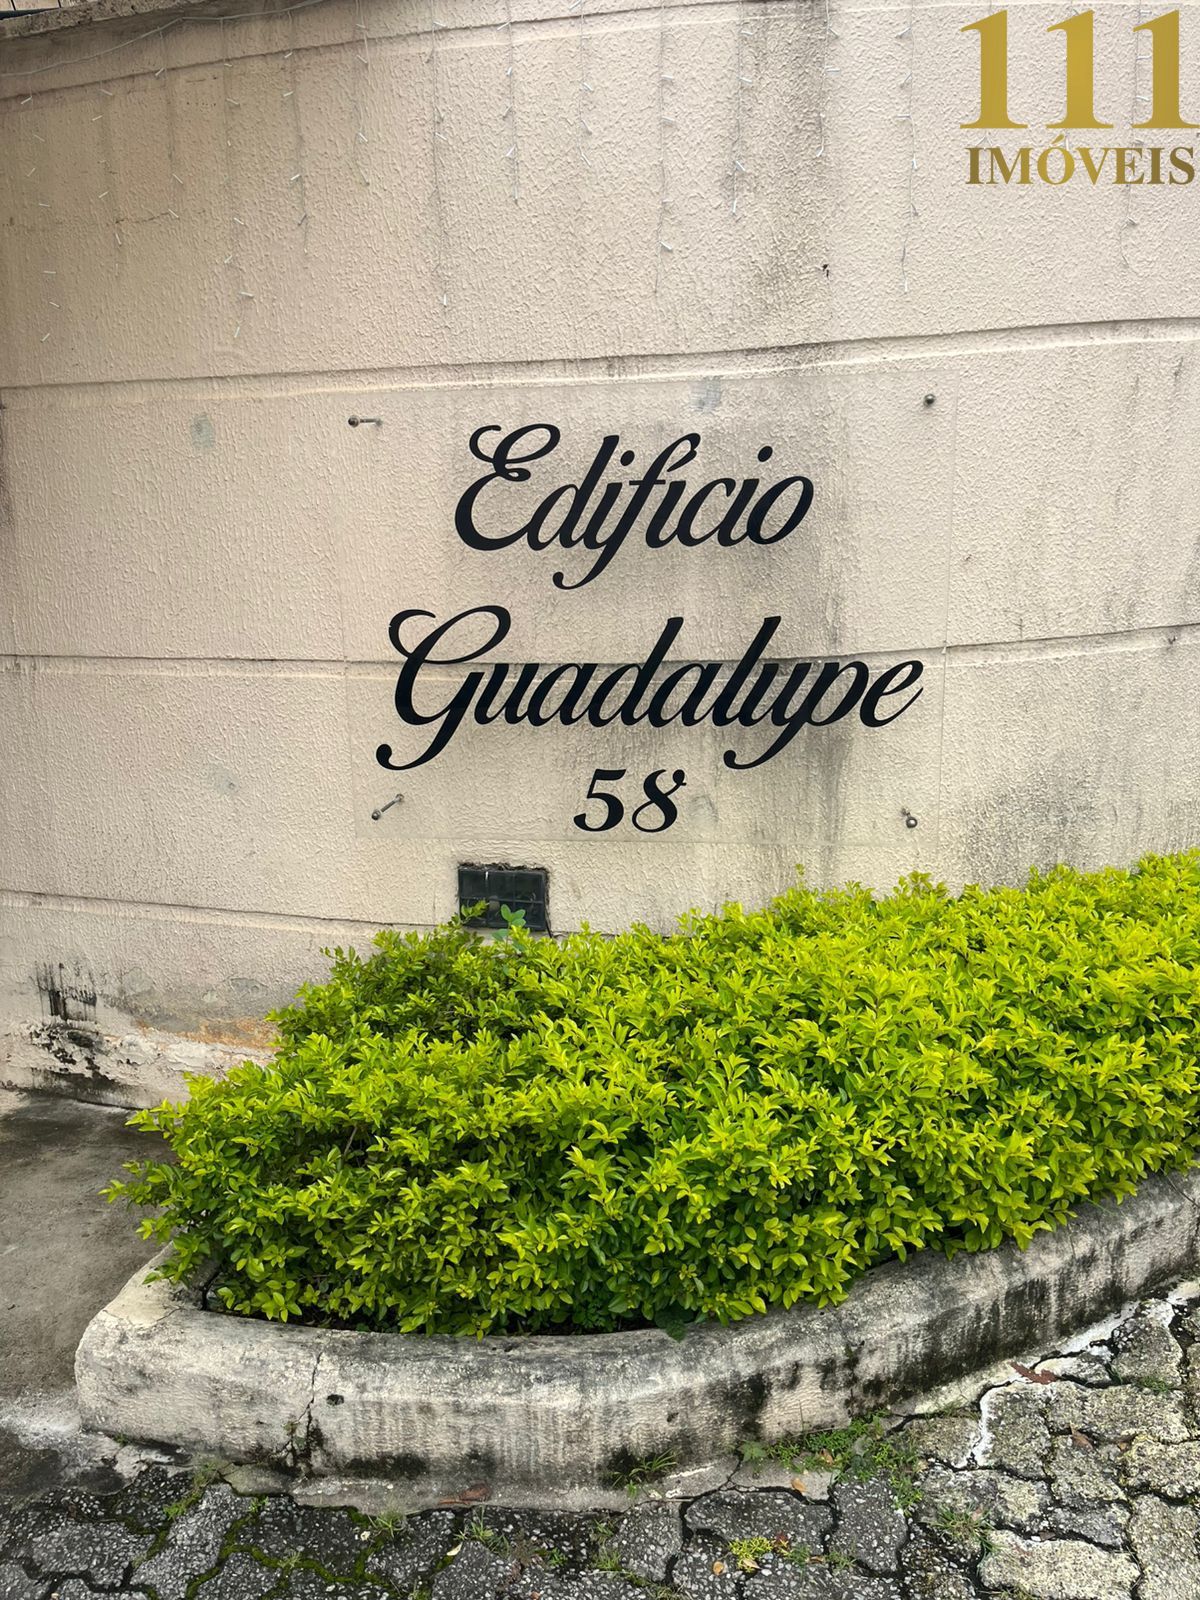 111
IMÓVEIS
Edifício
Guadalupe
58